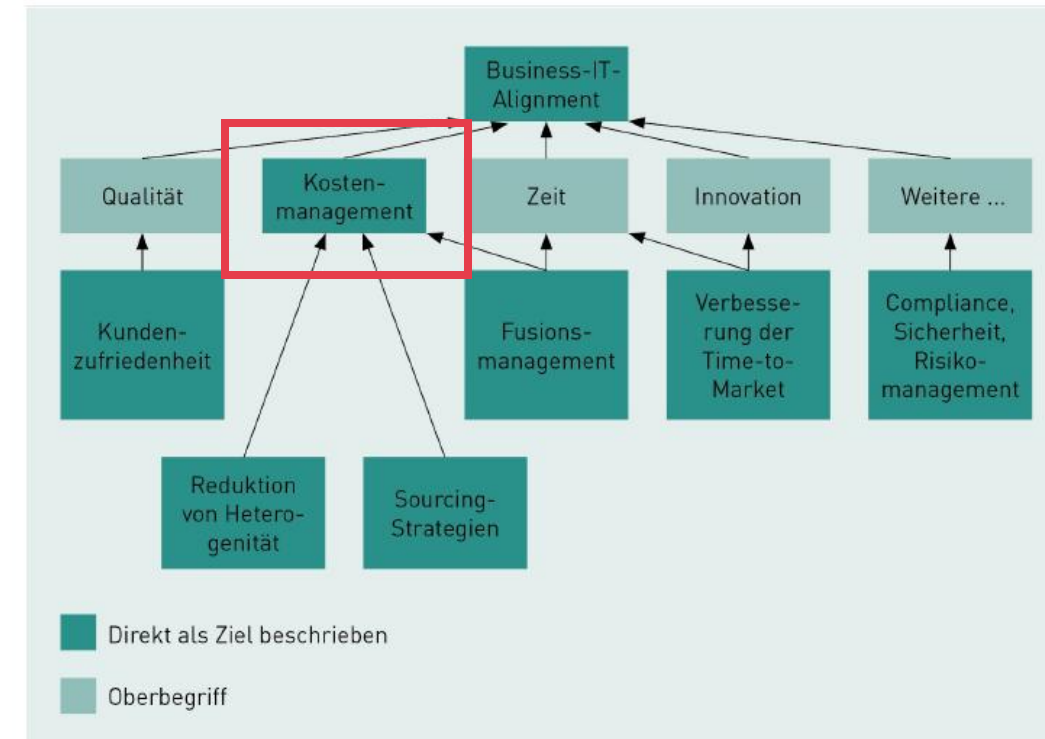 Business-IT-
Alignment
Qualität
Kosten-
management
Zeit
Innovation
Weitere ...
Kunden-
zufriedenheit
Fusions-
management
Verbesse-
rung der
Time-to-
Market
Compliance,
Sicherheit,
Risiko-
management
Reduktion
von Hetero-
genität
Sourcing-
Strategien
Direkt als Ziel beschrieben
Oberbegriff